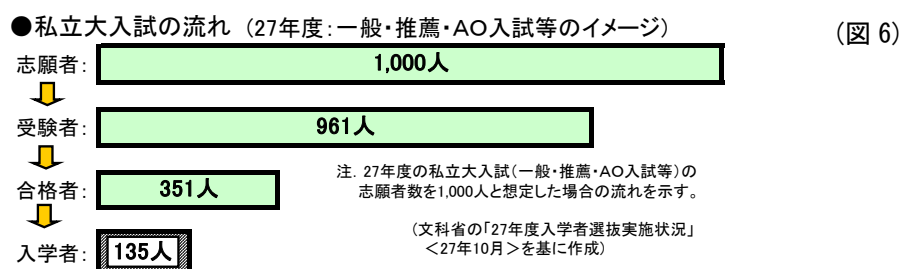 ●私立大入試の流れ (27年度:一般・推薦・AO入試等のイメージ)
(図 6)
志願者:
1,000人
受験者:
961人
合格者:
351人
注. 27年度の私立大入試(一般・推薦・AO入試等)の
志願者数を1,000人と想定した場合の流れを示す。
(文科省の「27年度入学者選抜実施状況」
<27年10月>を基に作成)
入学者:
135人